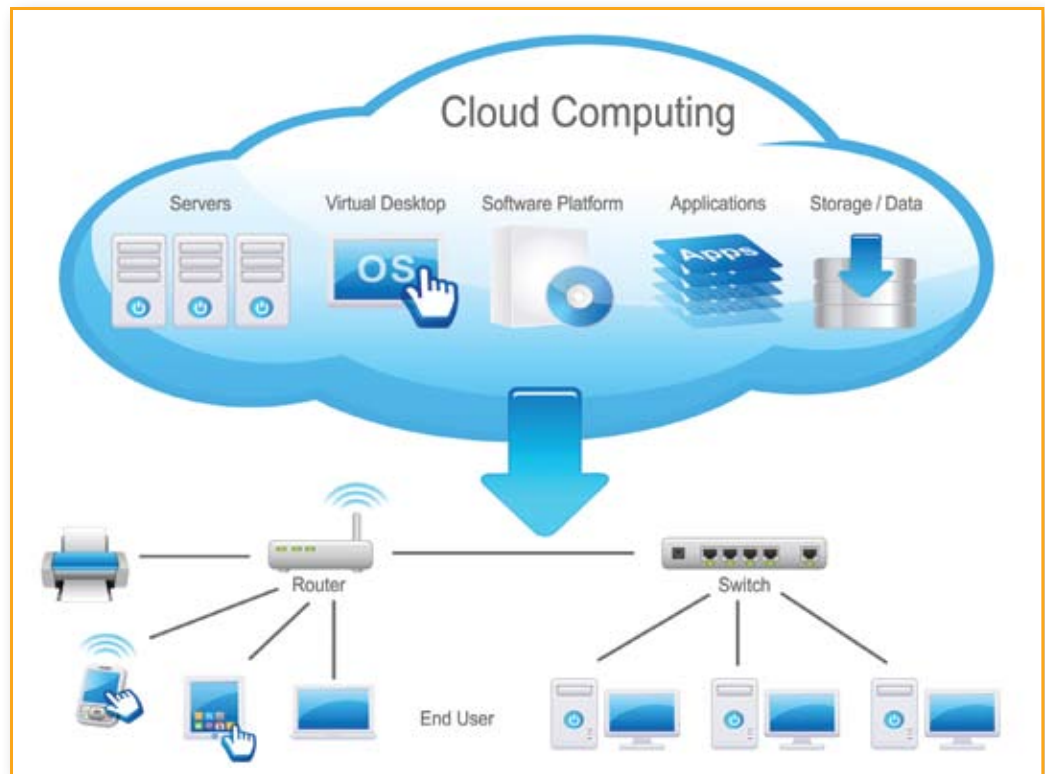 Cloud Computing
Servers
Virtual Desktop
Software Platform
Applications
Storage / Data
OS
Apps
Router
Switch
End User